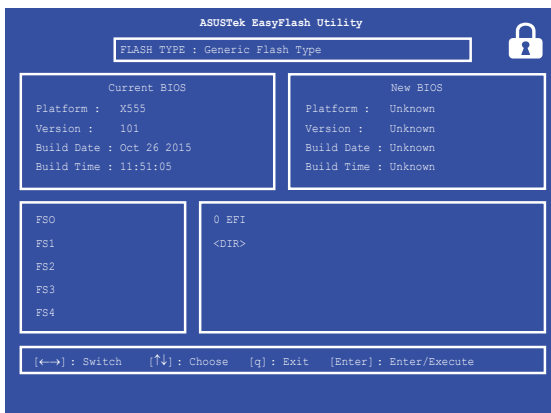 ASUSTek EasyFlash Utility
FLASH TYPE : Generic Flash Type
Current BIOS
Platform : X555
Version : 101
Build Date : Oct 26 2015
Build Time : 11:51:05
New BIOS
Platform : Unknown
Version : Unknown
Build Date : Unknown
Build Time : Unknown
FS0
FS1
FS2
FS3
FS4
0 EFI
<DIR>
[←→] : Switch [↑↓] : Choose [q] : Exit [Enter] : Enter/Execute